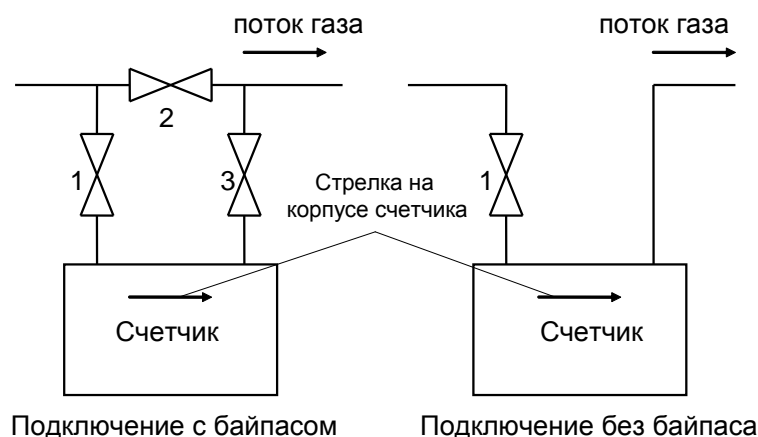 поток газа
поток газа
2
1
3
Стрелка на
корпусе счетчика
1
Счетчик
Счетчик
Подключение с байпасом
Подключение без байпаса